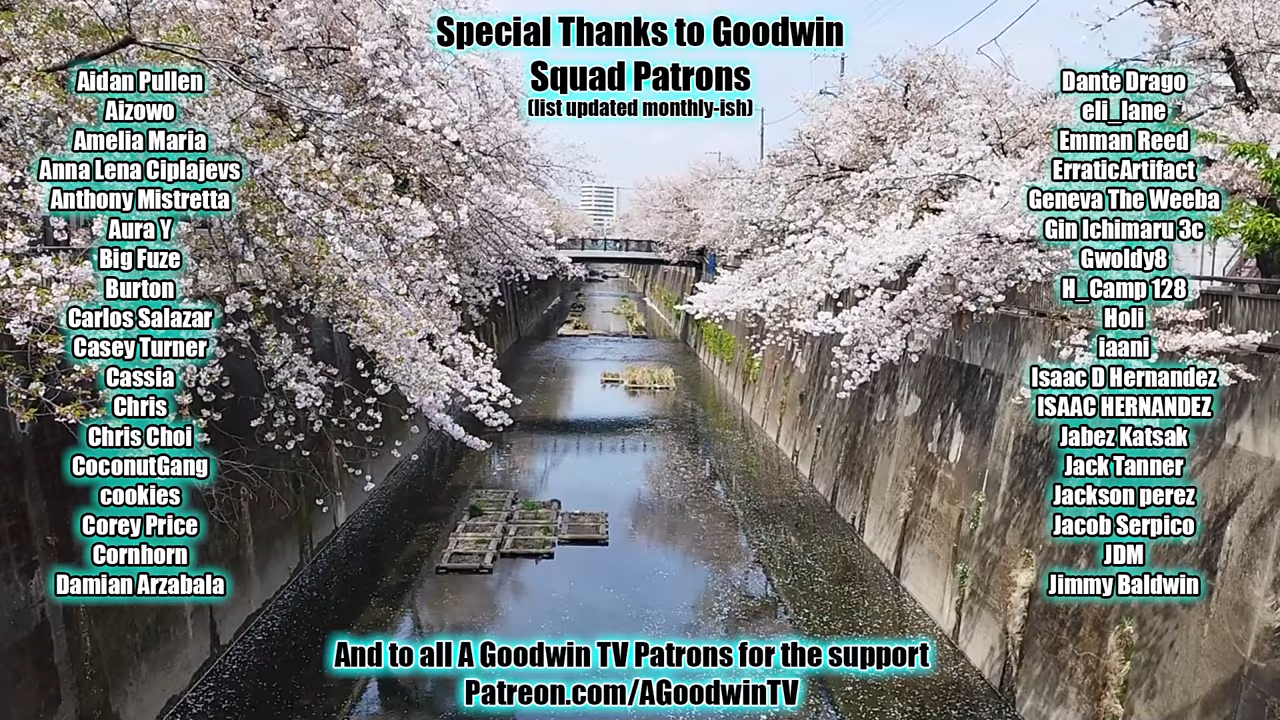 Special Thanks to Goodwin
Squad Patrons
(list updated monthly-ish)
Aidan Pullen
Aizowo
Amelia Maria
Anna Lena Ciplajevs
Anthony Mistretta
Aura Y
Big Fuze
Burton
Carlos Salazar
Casey Turner
Cassia
Chris
Chris Choi
CoconutGang
cookies
Corey Price
Cornhorn
Damian Arzabala
Dante Drago
eli_lane
Emman Reed
ErraticArtifact
Geneva The Weeba
Gin Ichimaru 3c
Gwoldy8
H_Camp 128
Holi
iaani
Isaac D Hernandez
ISAAC HERNANDEZ
Jabez Katsak
Jack Tanner
Jackson perez
Jacob Serpico
JDM
Jimmy Baldwin
And to all A Goodwin TV Patrons for the support
Patreon.com/AGoodwinTV